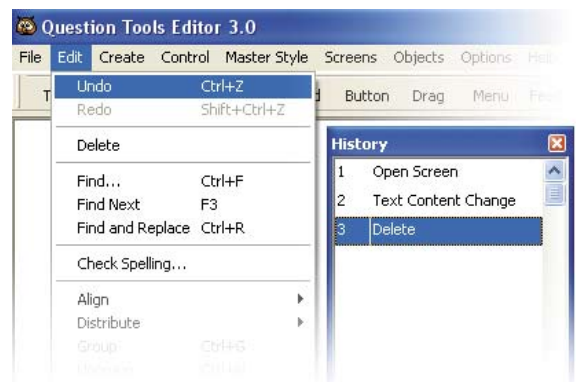 Question Tools Editor 3.0
File Edit Create Control Master Style Screens Objects Options Help
T Button Drag Menu
Undo Ctrl+Z
Redo Shift+Ctrl+Z
Delete
Find... Ctrl+F
Find Next F3
Find and Replace Ctrl+R
Check Spelling...
Align
Distribute
Group Ctrl+G
History
1 Open Screen
2 Text Content Change
3 Delete